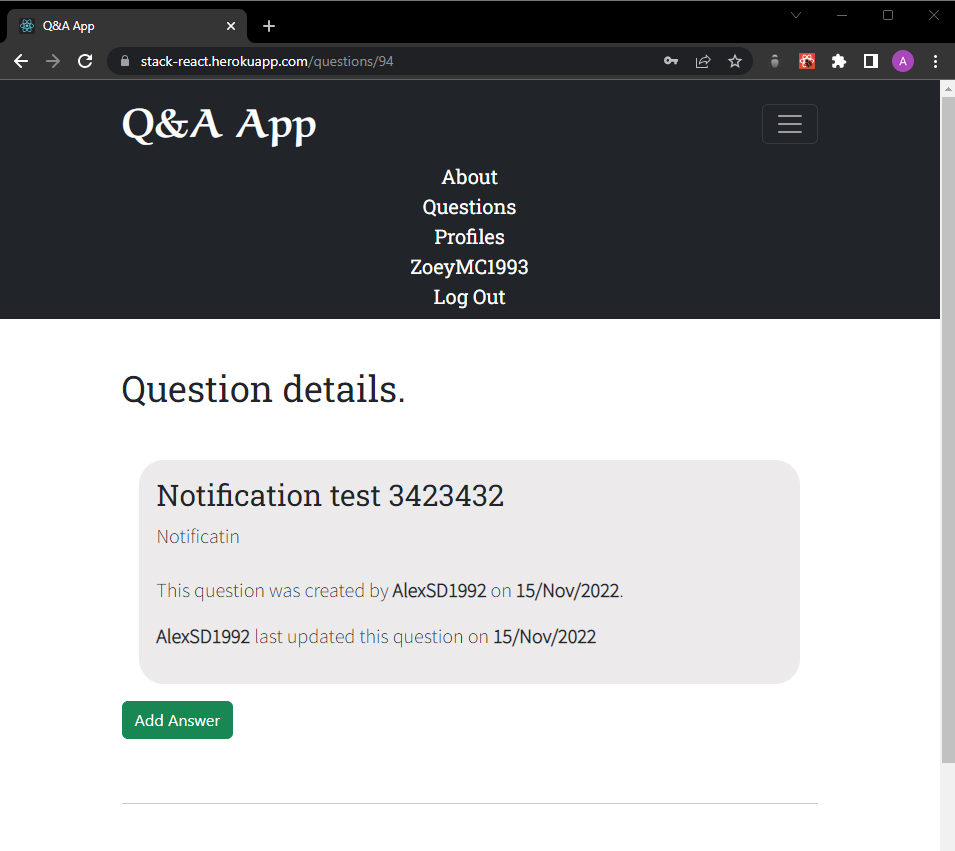 Q&A App
stack-react.herokuapp.com/questions/94
A
Q&A App
About
Questions
Profiles
ZoeyMC1993
Log Out
Question details.
Notification test 3423432
Notificatin
This question was created by AlexSD1992 on 15/Nov/2022.
AlexSD1992 last updated this question on 15/Nov/2022
Add Answer